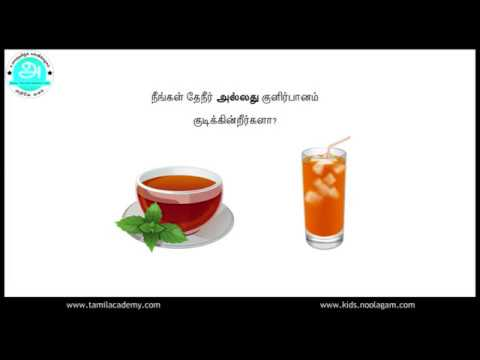 அ
நீங்கள் தேநீர் அல்லது குளிர்பானம்
குடிக்கின்றீர்களா?
www.tamilacademy.com
www.kids.noolagam.com